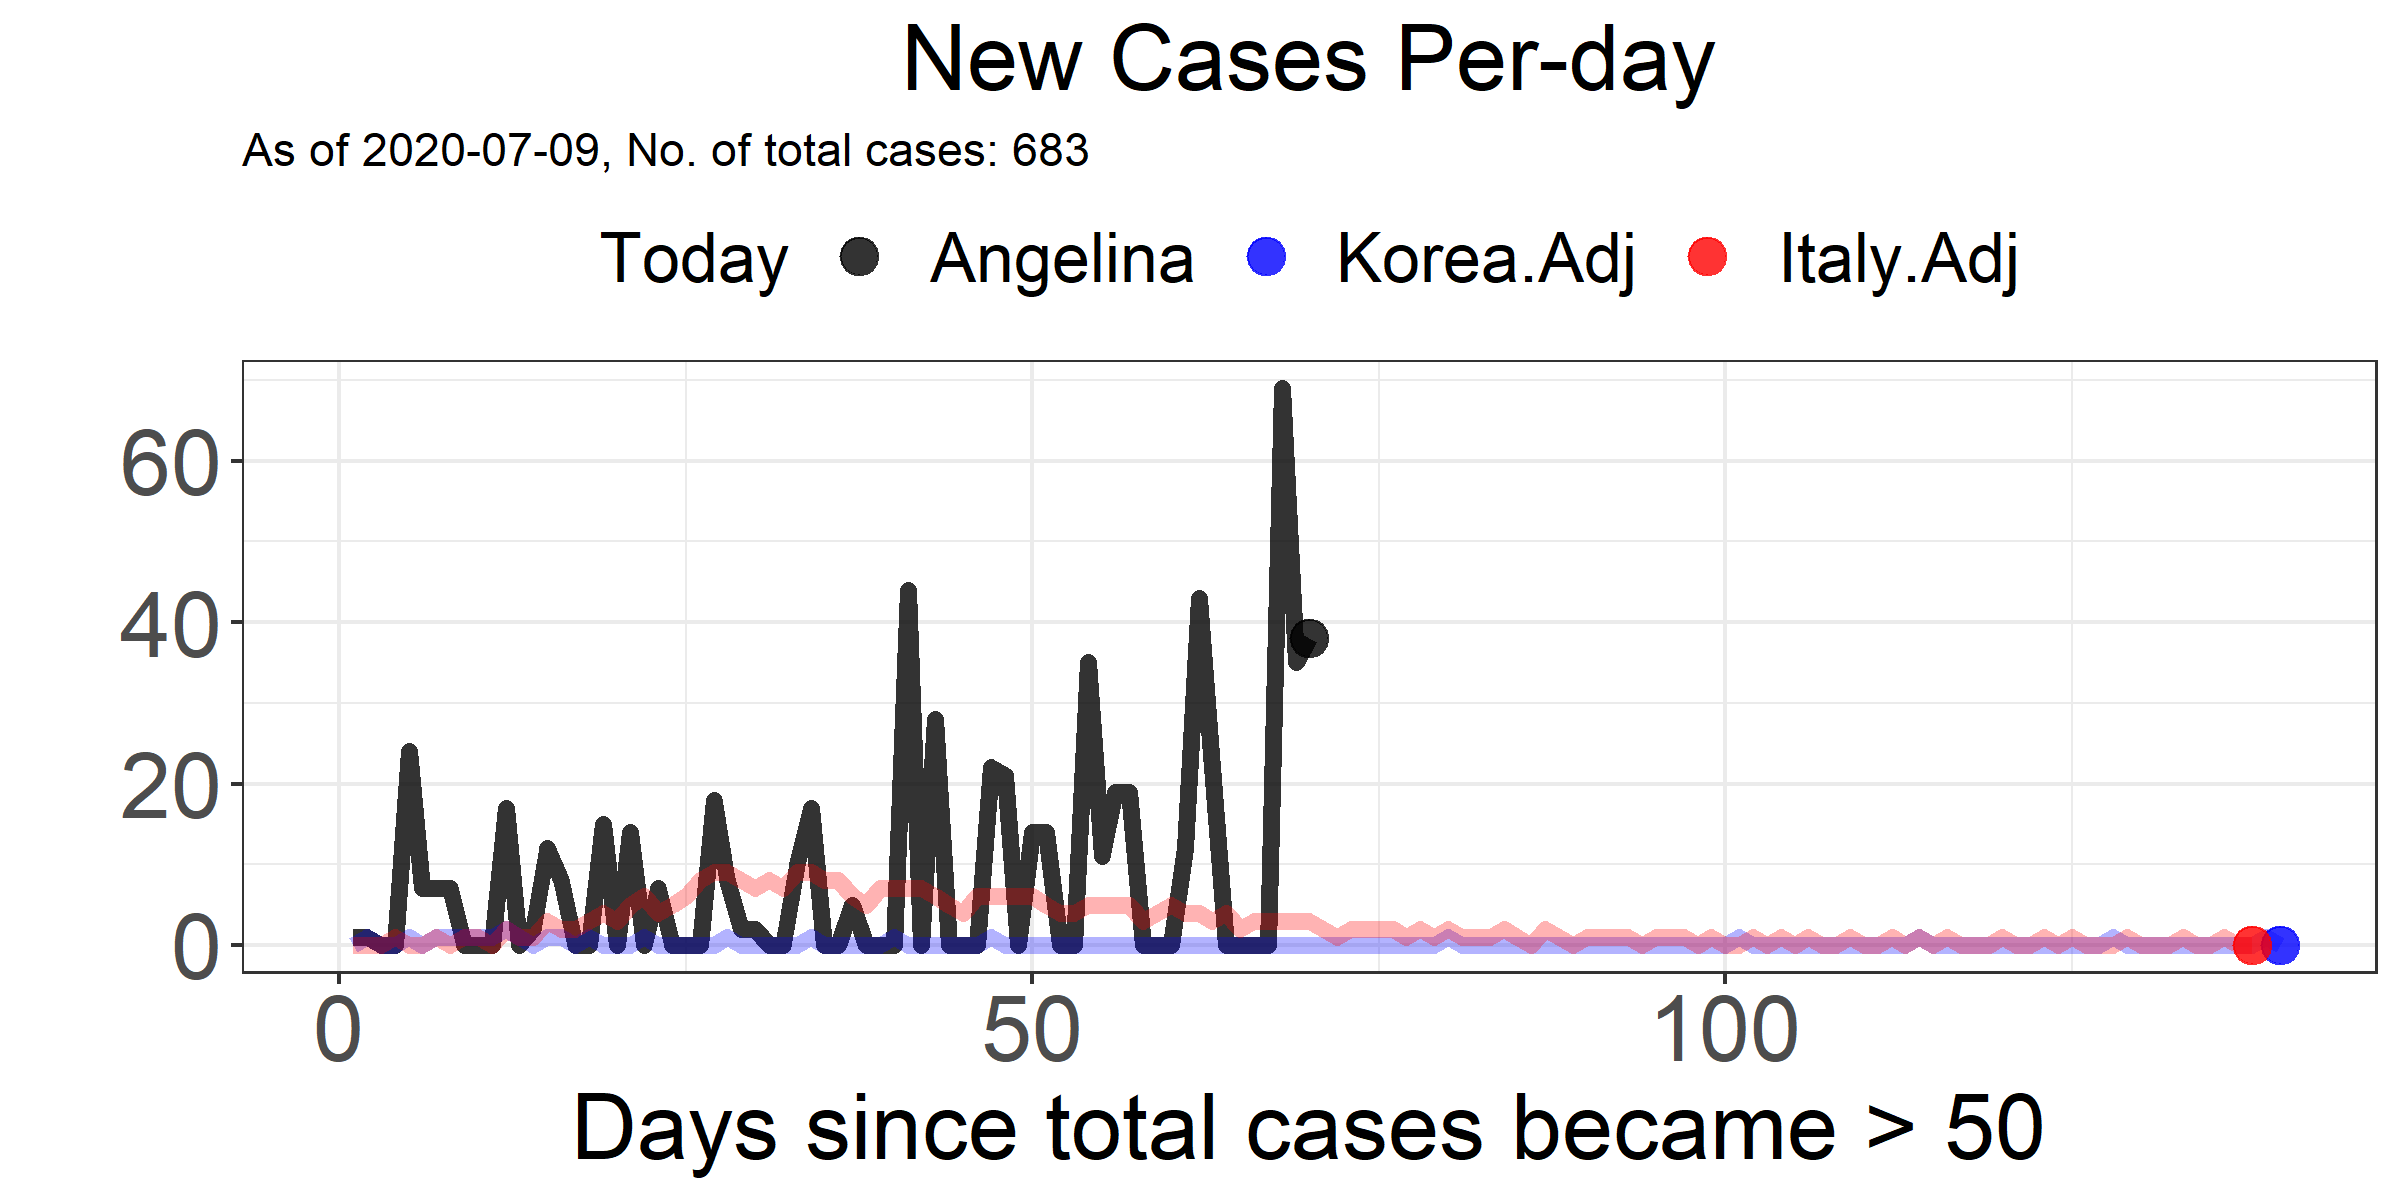 New Cases Per-day
As of 2020-07-09, No. of total cases: 683
Today Angelina Korea.Adj Italy.Adj
60
40
20
0
0 50 100
Days since total cases became > 50